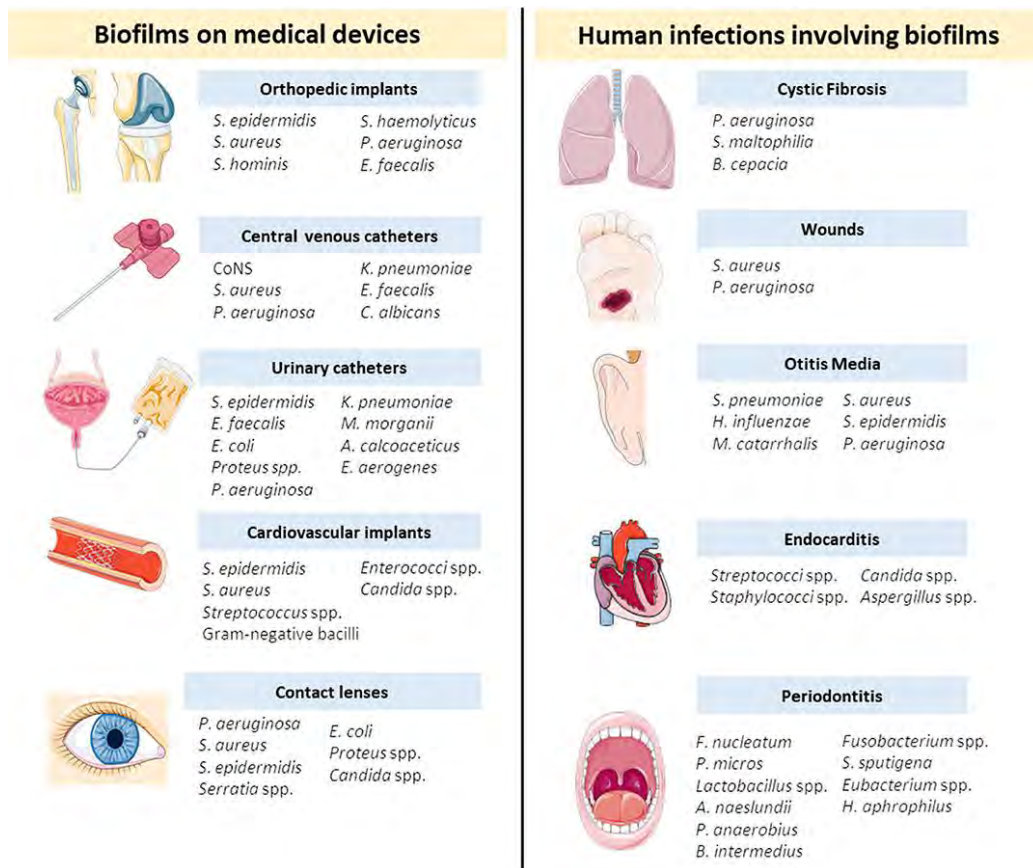 Biofilms on medical devices
Orthopedic implants
S. epidermidis
S. aureus
S. hominis
S. haemolyticus
P. aeruginosa
E. faecalis
Central venous catheters
CoNS
S. aureus
P. aeruginosa
K. pneumoniae
E. faecalis
C. albicans
Urinary catheters
S. epidermidis
E. faecalis
E. coli
Proteus spp.
P. aeruginosa
K. pneumoniae
M. morganii
A. calcoaceticus
E. aerogenes
Cardiovascular implants
S. epidermidis
S. aureus
Streptococcus spp.
Gram-negative bacilli
Enterococci spp.
Candida spp.
Contact lenses
P. aeruginosa
S. aureus
S. epidermidis
Serratia spp.
E. coli
Proteus spp.
Candida spp.
Human infections involving biofilms
Cystic Fibrosis
P. aeruginosa
S. maltophilia
B. cepacia
Wounds
S. aureus
P. aeruginosa
Otitis Media
S. pneumoniae
H. influenzae
M. catarrhalis
S. aureus
S. epidermidis
P. aeruginosa
Endocarditis
Streptococci spp.
Staphylococci spp.
Candida spp.
Aspergillus spp.
Periodontitis
F. nucleatum
P. micros
Lactobacillus spp.
A. naeslundii
P. anaerobius
B. intermedius
Fusobacterium spp.
S. sputigena
Eubacterium spp.
H. aphrophilus